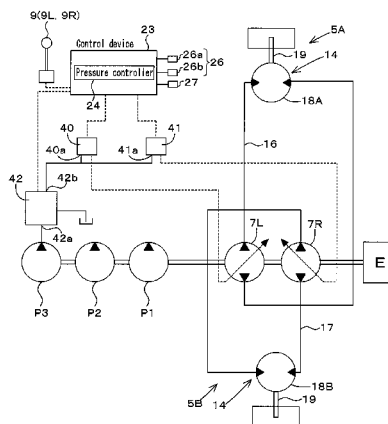 9(9L, 9R)
23
5A
Control device
26a
26
19
14
26b
Pressure controller
27
24
18A
40
41
16
40a
41a
42
42b
7L
7R
42a
E
P3
P2
P1
17
18B
5B
14
19